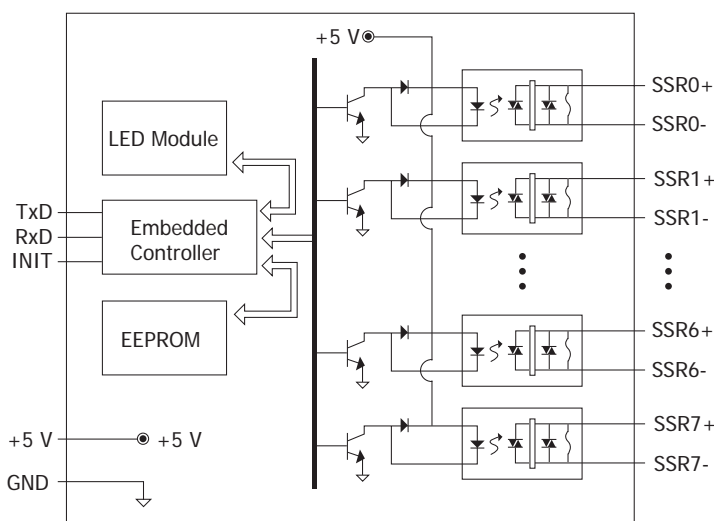 +5 V
SSR0+
LED Module
SSR0-
SSR1+
TxD
Embedded
Controller
RxD
SSR1-
INIT
EEPROM
SSR6+
SSR6-
SSR7+
+5 V
+5 V
SSR7-
GND